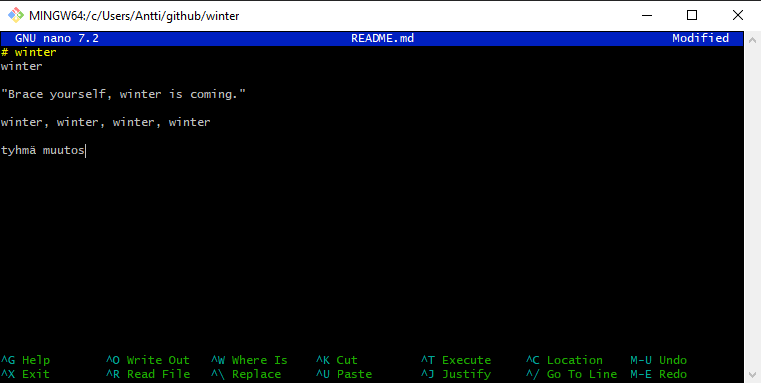 MINGW64:/c/Users/Antti/github/winter
GNU nano 7.2 README.md Modified
# winter
winter
"Brace yourself, winter is coming."
winter, winter, winter, winter
tyhmä muutos
^G Help ^O Write Out ^W Where Is ^K Cut ^T Execute ^C Location M-U Undo
^X Exit ^R Read File ^\ Replace ^U Paste ^J Justify ^/ Go To Line M-E Redo